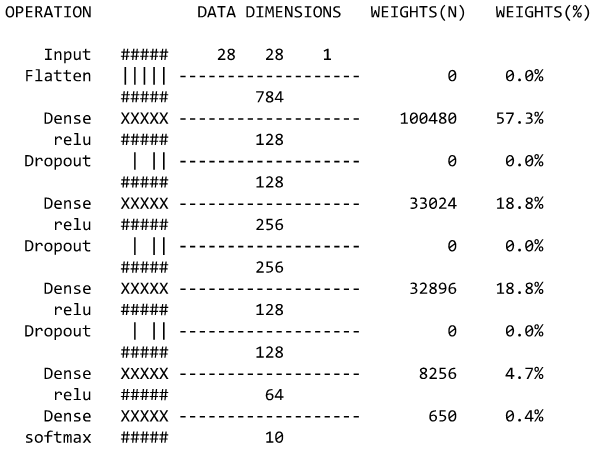 OPERATION           DATA DIMENSIONS   WEIGHTS(N)   WEIGHTS(%)
Input   #####     28   28    1
Flatten   ||||| -------------------         0     0.0%
#####        784
Dense   XXXXX -------------------    100480    57.3%
relu   #####        128
Dropout    | || -------------------         0     0.0%
#####        128
Dense   XXXXX -------------------     33024    18.8%
relu   #####        256
Dropout    | || -------------------         0     0.0%
#####        256
Dense   XXXXX -------------------     32896    18.8%
relu   #####        128
Dropout    | || -------------------         0     0.0%
#####        128
Dense   XXXXX -------------------      8256     4.7%
relu   #####         64
Dense   XXXXX -------------------       650     0.4%
softmax   #####         10